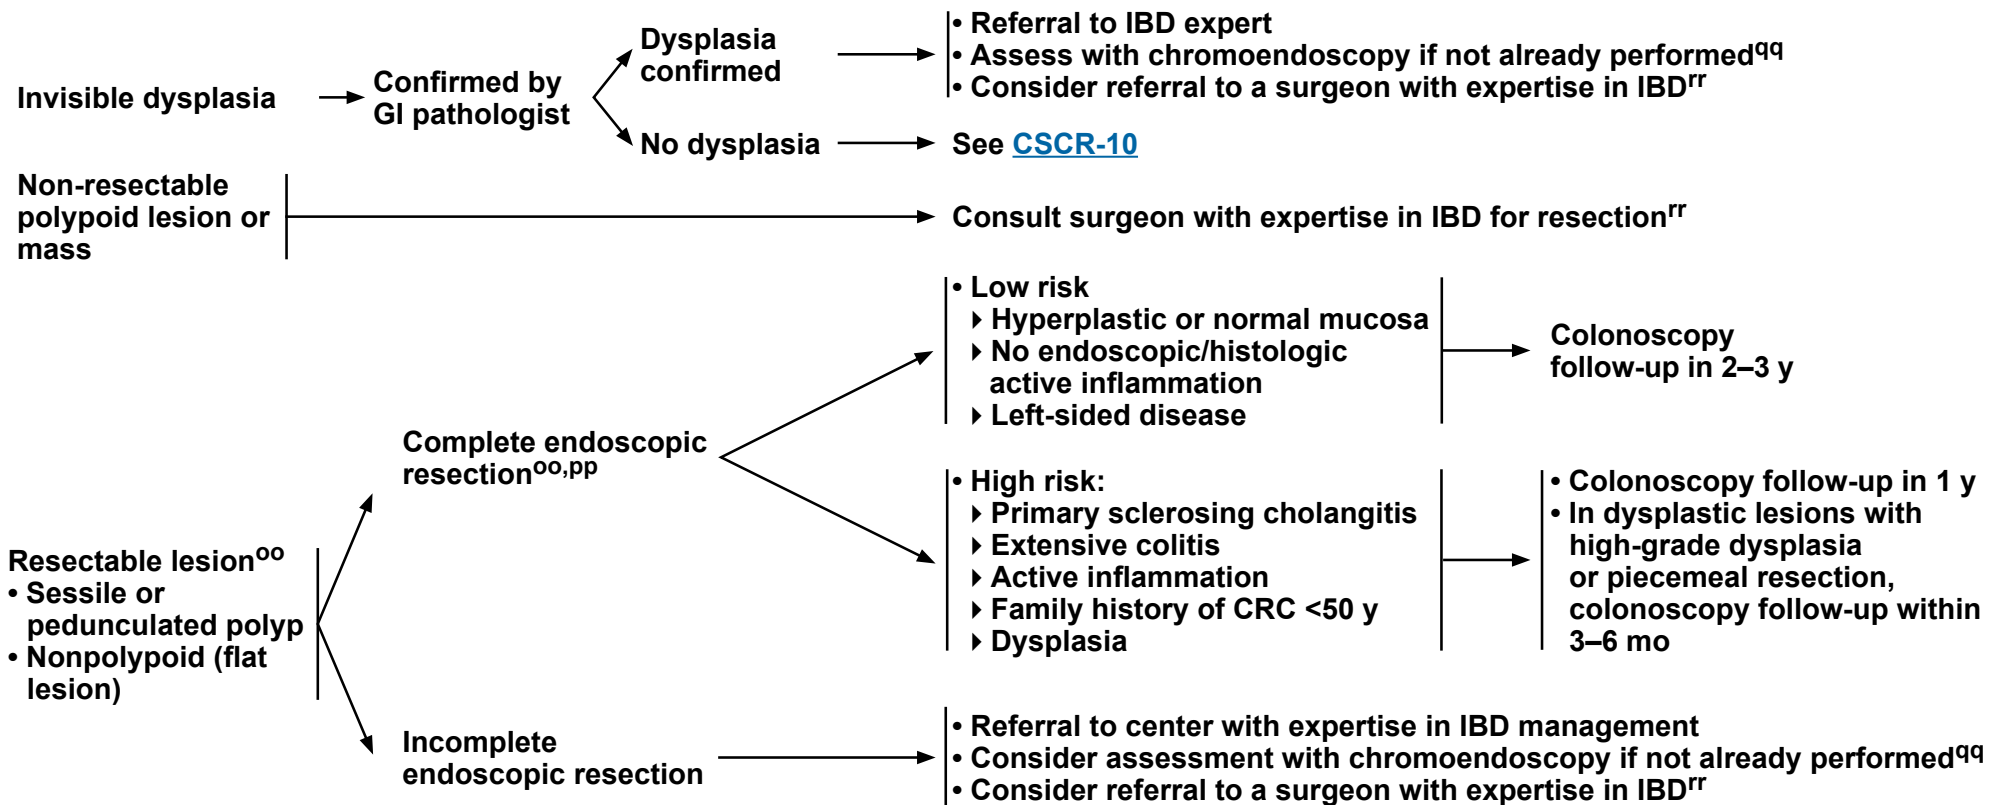 Invisible dysplasia
Confirmed by
GI pathologist
Dysplasia
confirmed
• Referral to IBD expert
• Assess with chromoendoscopy if not already performedqq
• Consider referral to a surgeon with expertise in IBDrr
No dysplasia
See CSCR-10
Non-resectable
polypoid lesion or
mass
Consult surgeon with expertise in IBD for resectionrr
Resectable lesionoo
• Sessile or
pedunculated polyp
• Nonpolypoid (flat
lesion)
Complete endoscopic
resectionoo,pp
• Low risk
Hyperplastic or normal mucosa
No endoscopic/histologic
active inflammation
Left-sided disease
Colonoscopy
follow-up in 2–3 y
• High risk:
Primary sclerosing cholangitis
Extensive colitis
Active inflammation
Family history of CRC <50 y
Dysplasia
• Colonoscopy follow-up in 1 y
• In dysplastic lesions with
high-grade dysplasia
or piecemeal resection,
colonoscopy follow-up within
3–6 mo
Incomplete
endoscopic resection
• Referral to center with expertise in IBD management
• Consider assessment with chromoendoscopy if not already performedqq
• Consider referral to a surgeon with expertise in IBDrr